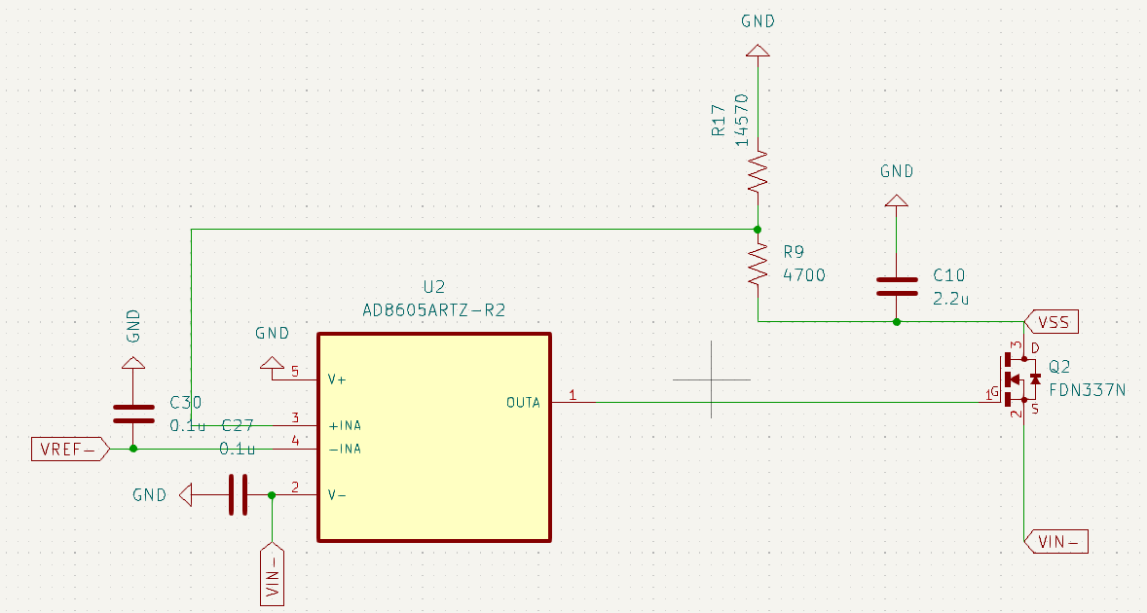 GND
R17
14570
GND
R9
4700
C10
2.2u
U2
AD8605ARTZ-R2
GND
GND
VSS
3
D
Q2
FDN337N
1
G
2
S
5
V+
OUTA
1
C30
0.1u
C27
0.1u
3
+INA
VREF-
4
-INA
GND
2
V-
VIN-
VIN-